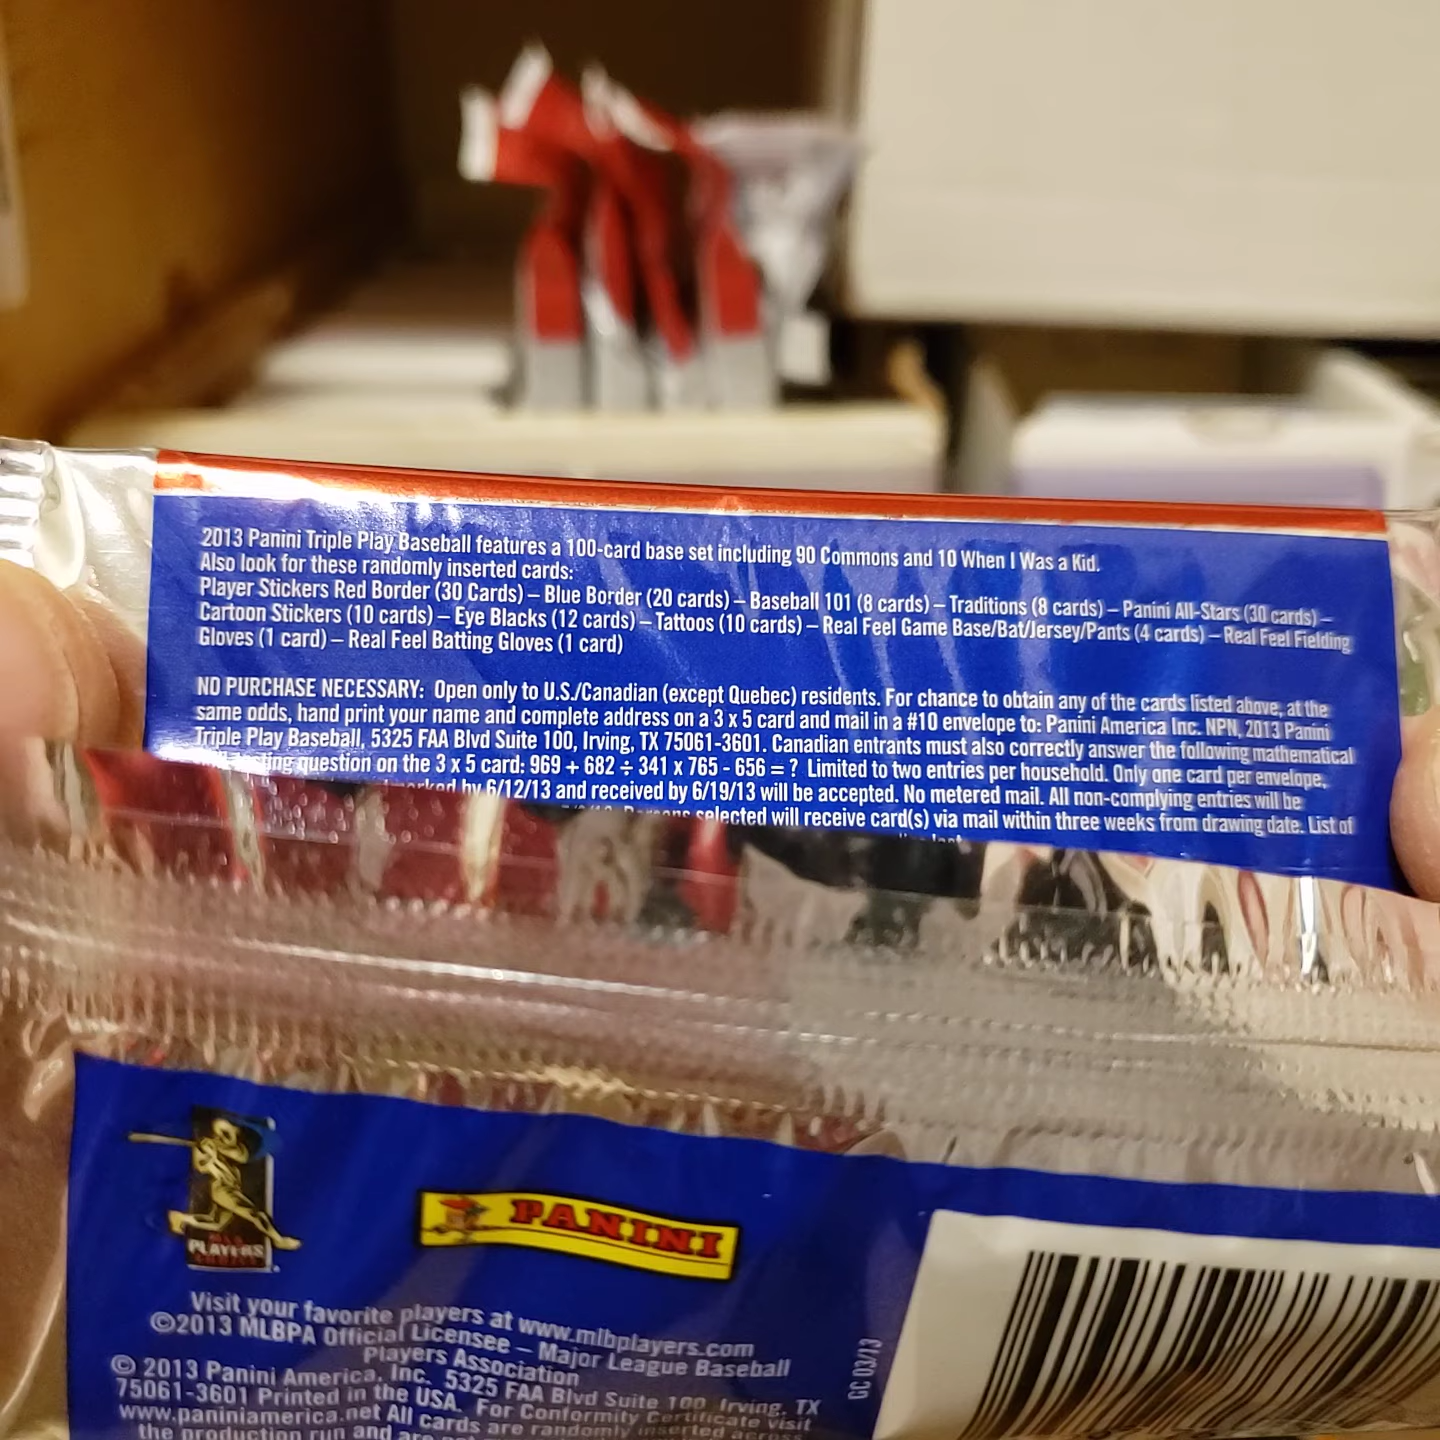 2013 Panini Triple Play Baseball features a 100-card base set including 90 Commons and 10 When I Was a Kid.
Also look for these randomly inserted cards:
Player Stickers Red Border (30 Cards) – Blue Border (20 cards) – Baseball 101 (8 cards) – Traditions (8 cards) – Panini All-Stars (30 cards) –
Cartoon Stickers (10 cards) – Eye Blacks (12 cards) – Tattoos (10 cards) – Real Feel Game Base/Bat/Jersey/Pants (4 cards) – Real Feel Fielding
Gloves (1 card) – Real Feel Batting Gloves (1 card)
NO PURCHASE NECESSARY: Open only to U.S./Canadian (except Quebec) residents. For chance to obtain any of the cards listed above, at the
same odds, hand print your name and complete address on a 3 x 5 card and mail in a #10 envelope to: Panini America Inc. NPN, 2013 Panini
Triple Play Baseball, 5325 FAA Blvd Suite 100, Irving, TX 75061-3601. Canadian entrants must also correctly answer the following mathematical
question on the 3 x 5 card: 969 + 682 ÷ 341 x 765 - 656 = ? Limited to two entries per household. Only one card per envelope,
by 6/12/13 and received by 6/19/13 will be accepted. No metered mail. All non-complying entries will be
selected will receive card(s) via mail within three weeks from drawing date. List of
PLAYERS
PANINI
Visit your favorite players at www.mlbplayers.com
©2013 MLBPA Official Licensee – Major League Baseball
Players Association
© 2013 Panini America, Inc. 5325 FAA Blvd Suite 100 Irving, TX
75061-3601 Printed in the USA. For Conformity Certificate visit
www.paniniamerica.net All cards are randomly inserted across
the production run and are
CC 03/13